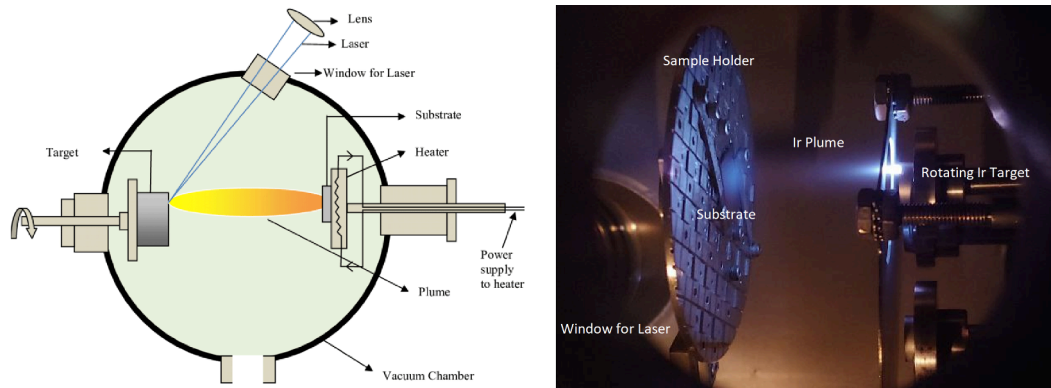 Lens
Laser
Window for Laser
Substrate
Target
Heater
Power
supply
to heater
Plume
Vacuum Chamber
Sample Holder
Ir Plume
Rotating Ir Target
Substrate
Window for Laser